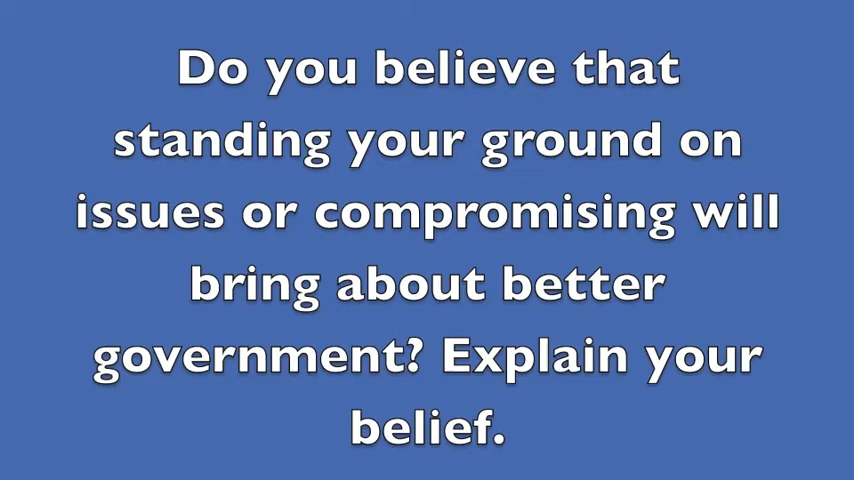 Do you believe that
standing your ground on
issues or compromising will
bring about better
government? Explain your
belief.